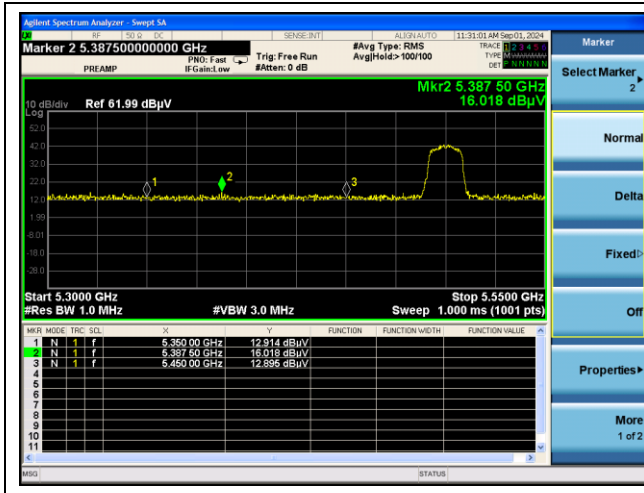 Agilent Spectrum Analyzer - Swept SA
RF 50 Ω DC SENSE:INT ALIGN AUTO 11:31:01 AM Sep 01, 2024
Marker 2 5.387500000000 GHz
PREAMP
PNO: Fast
IFGain:Low
Trig: Free Run
#Atten: 0 dB
#Avg Type: RMS
Avg|Hold:>100/100
TRACE 1 2 3 4 5 6
TYPE
DET P N N N N N
Mkr2 5.387 50 GHz
16.018 dBµV
10 dB/div Ref 61.99 dBµV
Log
52.0
42.0
32.0
22.0
12.0
1.99
-8.01
-18.0
-28.0
1
2
3
Start 5.3000 GHz Stop 5.5500 GHz
#Res BW 1.0 MHz #VBW 3.0 MHz Sweep 1.000 ms (1001 pts)
MKR MODE TRC SCL X Y FUNCTION FUNCTION WIDTH FUNCTION VALUE
1 N 1 f 5.350 00 GHz 12.914 dBµV
2 N 1 f 5.387 50 GHz 16.018 dBµV
3 N 1 f 5.450 00 GHz 12.895 dBµV
4
5
6
7
8
9
10
11
MSG STATUS
Marker
Select Marker
2
Normal
Delta
Fixed
Off
Properties
More
1 of 2